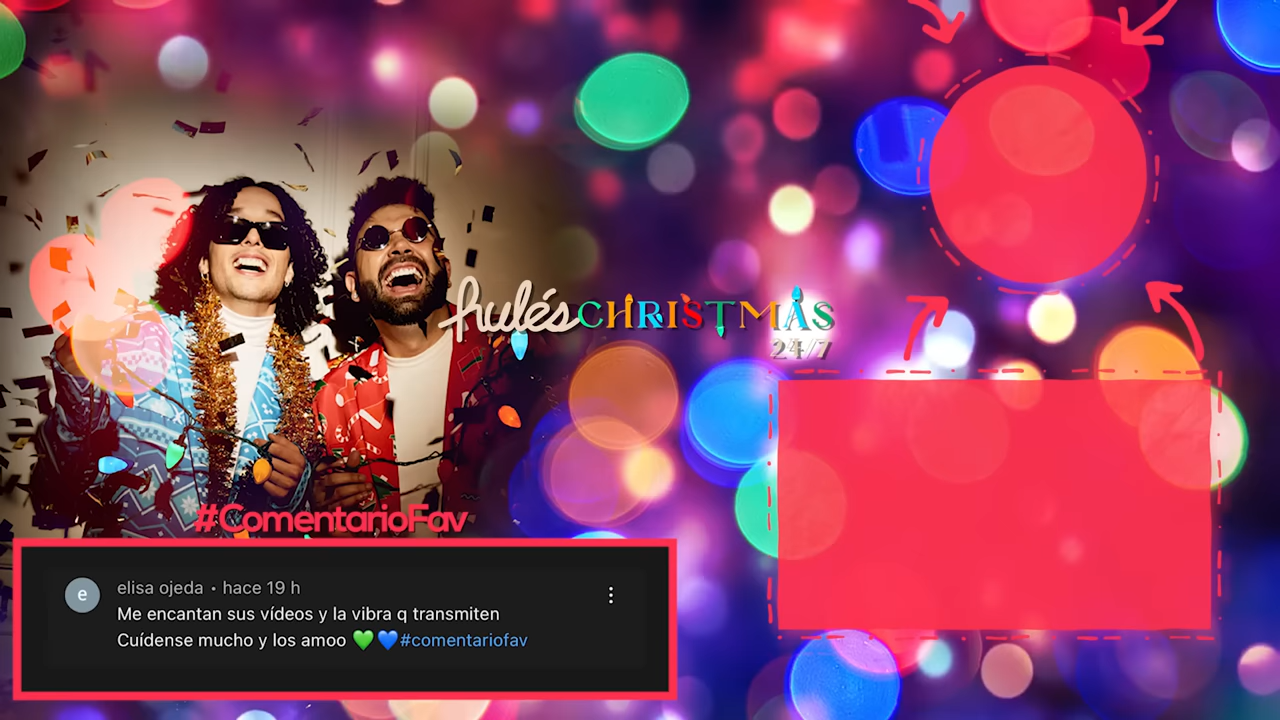 hulés CHRISTMAS
24/7
#ComentarioFav
e
elisa ojeda • hace 19 h
Me encantan sus vídeos y la vibra q transmiten
Cuídense mucho y los amoo 💚💙#comentariofav